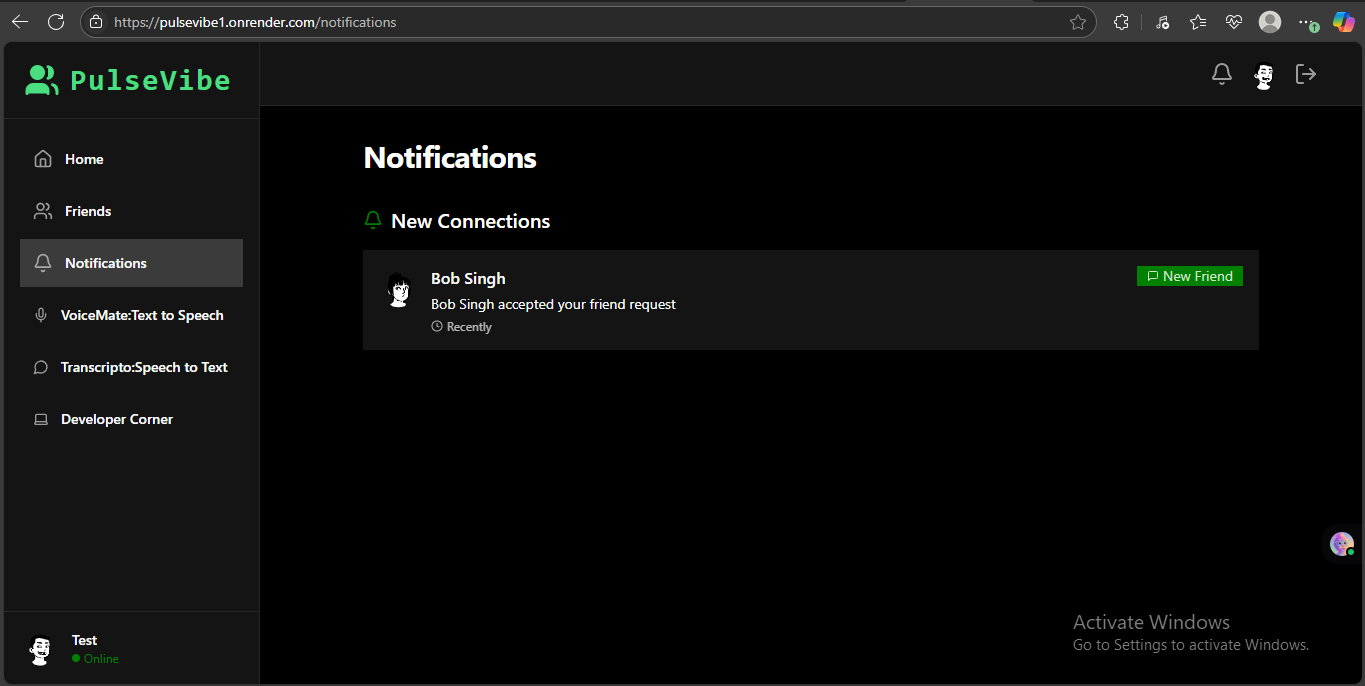 https://pulsevibe1.onrender.com/notifications
PulseVibe
Home
Friends
Notifications
VoiceMate:Text to Speech
Transcripto:Speech to Text
Developer Corner
Test
Online
Notifications
New Connections
Bob Singh
New Friend
Bob Singh accepted your friend request
Recently
Activate Windows
Go to Settings to activate Windows.